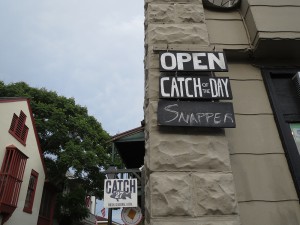 OPEN
CATCH OF THE DAY
SNAPPER
CATCH